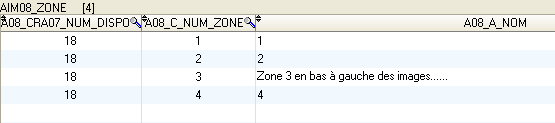 AIM08_ZONE [4]
A08_CRA07_NUM_DISPO A08_C_NUM_ZONE A08_A_NOM
18 1 1
18 2 2
18 3 Zone 3 en bas à gauche des images......
18 4 4